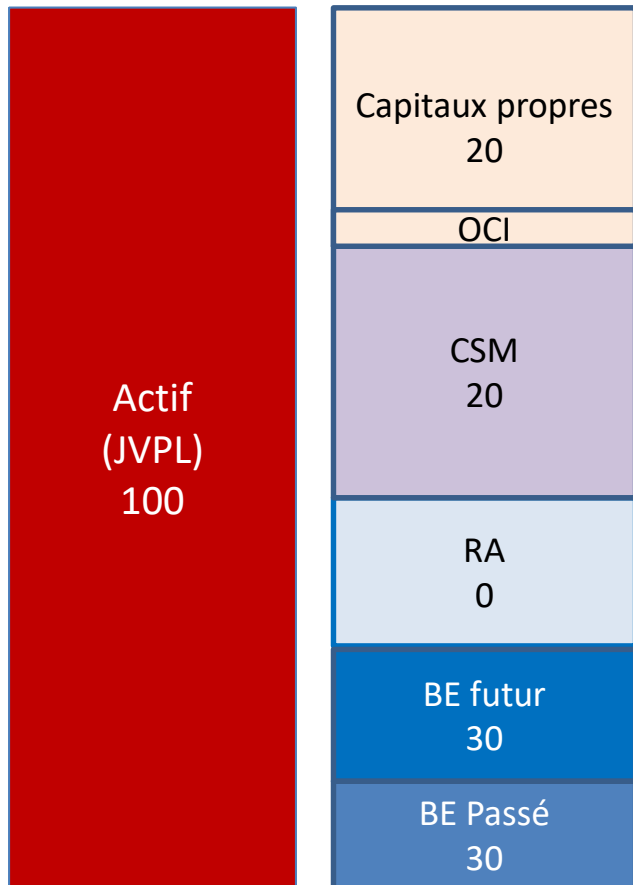 Actif
(JVPL)
100
Capitaux propres
20
OCI
CSM
20
RA
0
BE futur
30
BE Passé
30